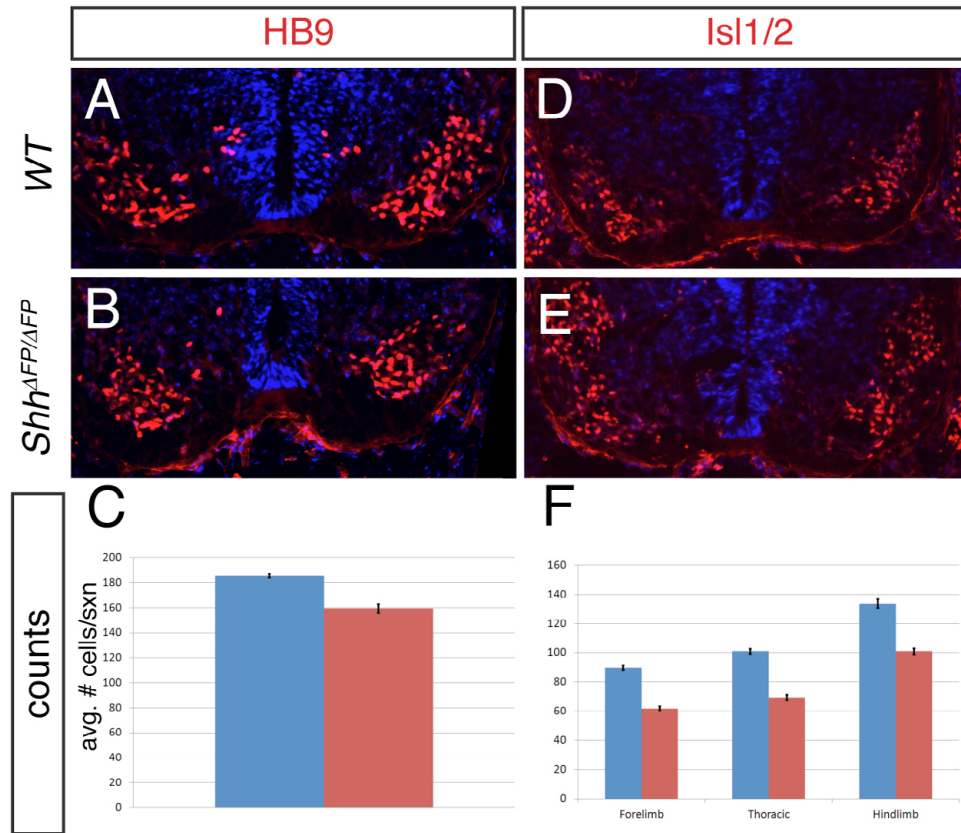 HB9
Isl1/2
A
D
WT
B
E
Shh^ΔFP/ΔFP
C
F
counts
avg. # cells/sxn
200
180
160
140
120
100
80
60
40
20
0
160
140
120
100
80
60
40
20
0
Forelimb Thoracic Hindlimb